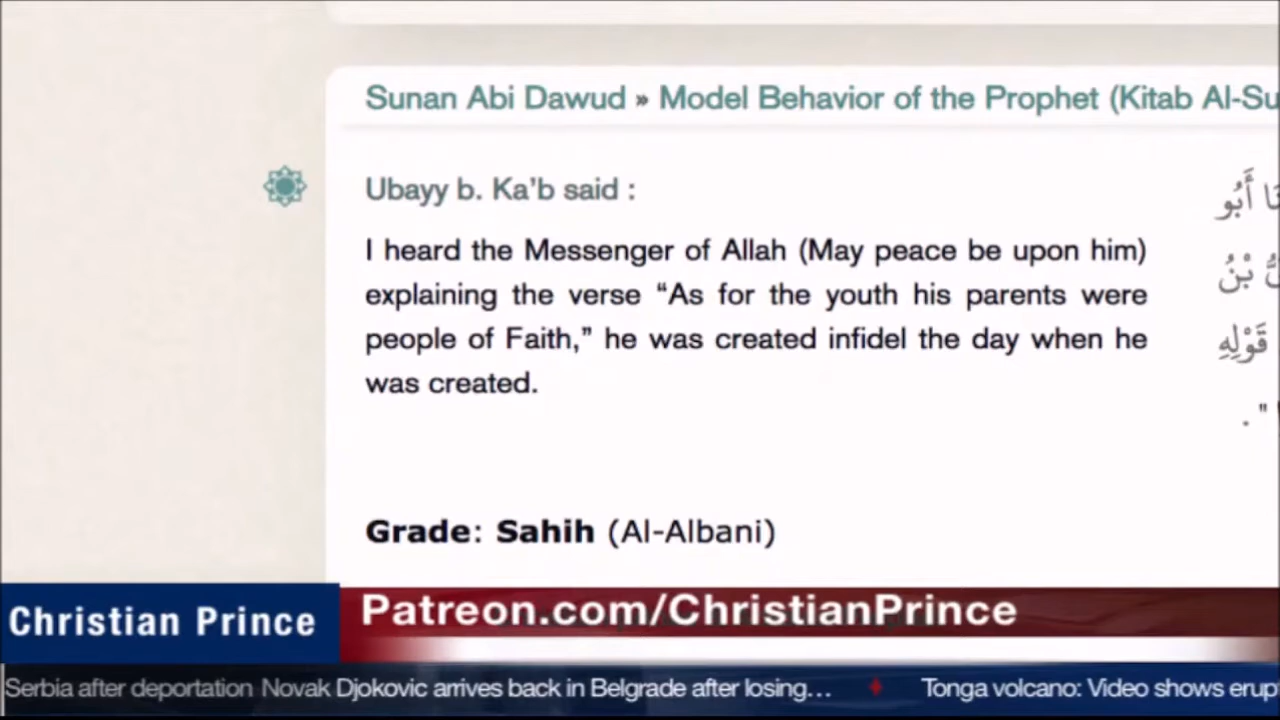 Sunan Abi Dawud » Model Behavior of the Prophet (Kitab Al-Su
Ubayy b. Ka’b said :
I heard the Messenger of Allah (May peace be upon him)
explaining the verse “As for the youth his parents were
people of Faith,” he was created infidel the day when he
was created.
أَبُو
بْنُ
قَوْلِهِ
" .
Grade: Sahih (Al-Albani)
Christian Prince
Patreon.com/ChristianPrince
Serbia after deportation Novak Djokovic arrives back in Belgrade after losing... ♦ Tonga volcano: Video shows erup